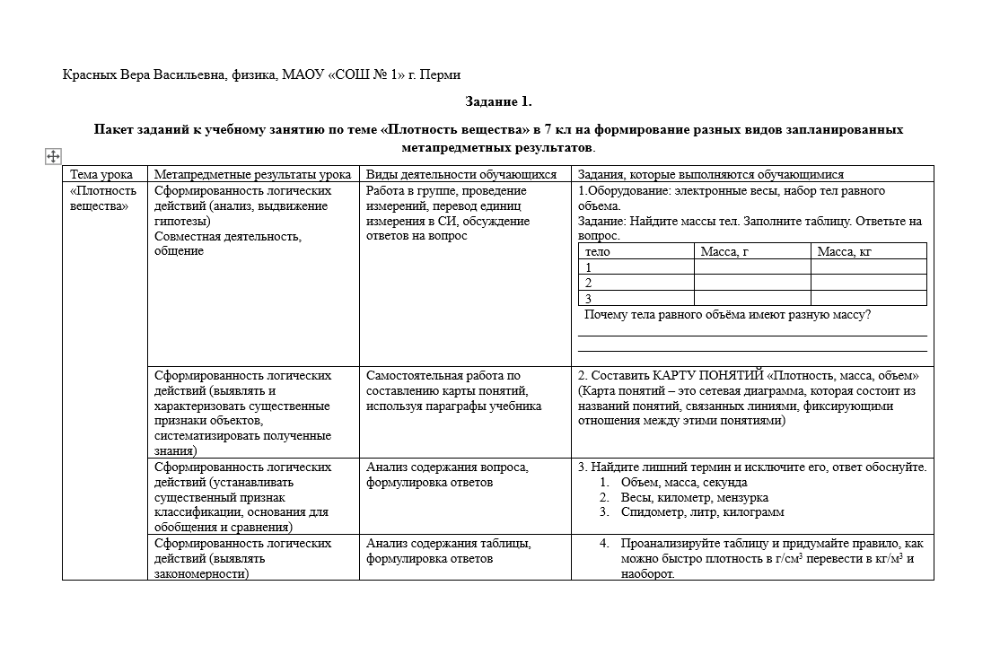 Красных Вера Васильевна, физика, МАОУ «СОШ № 1» г. Перми
Задание 1.
Пакет заданий к учебному занятию по теме «Плотность вещества» в 7 кл на формирование разных видов запланированных
метапредметных результатов.
Тема урока
Метапредметные результаты урока
Виды деятельности обучающихся
Задания, которые выполняются обучающимися
«Плотность
вещества»
Сформированность логических
действий (анализ, выдвижение
гипотезы)
Совместная деятельность,
общение
Работа в группе, проведение
измерений, перевод единиц
измерения в СИ, обсуждение
ответов на вопрос
1.Оборудование: электронные весы, набор тел равного
объема.
Задание: Найдите массы тел. Заполните таблицу. Ответьте на
вопрос.
тело
Масса, г
Масса, кг
1
2
3
Почему тела равного объёма имеют разную массу?
Сформированность логических
действий (выявлять и
характеризовать существенные
признаки объектов,
систематизировать полученные
знания)
Самостоятельная работа по
составлению карты понятий,
используя параграфы учебника
2. Составить КАРТУ ПОНЯТИЙ «Плотность, масса, объем»
(Карта понятий – это сетевая диаграмма, которая состоит из
названий понятий, связанных линиями, фиксирующими
отношения между этими понятиями)
Сформированность логических
действий (устанавливать
существенный признак
классификации, основания для
обобщения и сравнения)
Анализ содержания вопроса,
формулировка ответов
3. Найдите лишний термин и исключите его, ответ обоснуйте.
1. Объем, масса, секунда
2. Весы, километр, мензурка
3. Спидометр, литр, килограмм
Сформированность логических
действий (выявлять
закономерности)
Анализ содержания таблицы,
формулировка ответов
4. Проанализируйте таблицу и придумайте правило, как
можно быстро плотность в г/см³ перевести в кг/м³ и
наоборот.